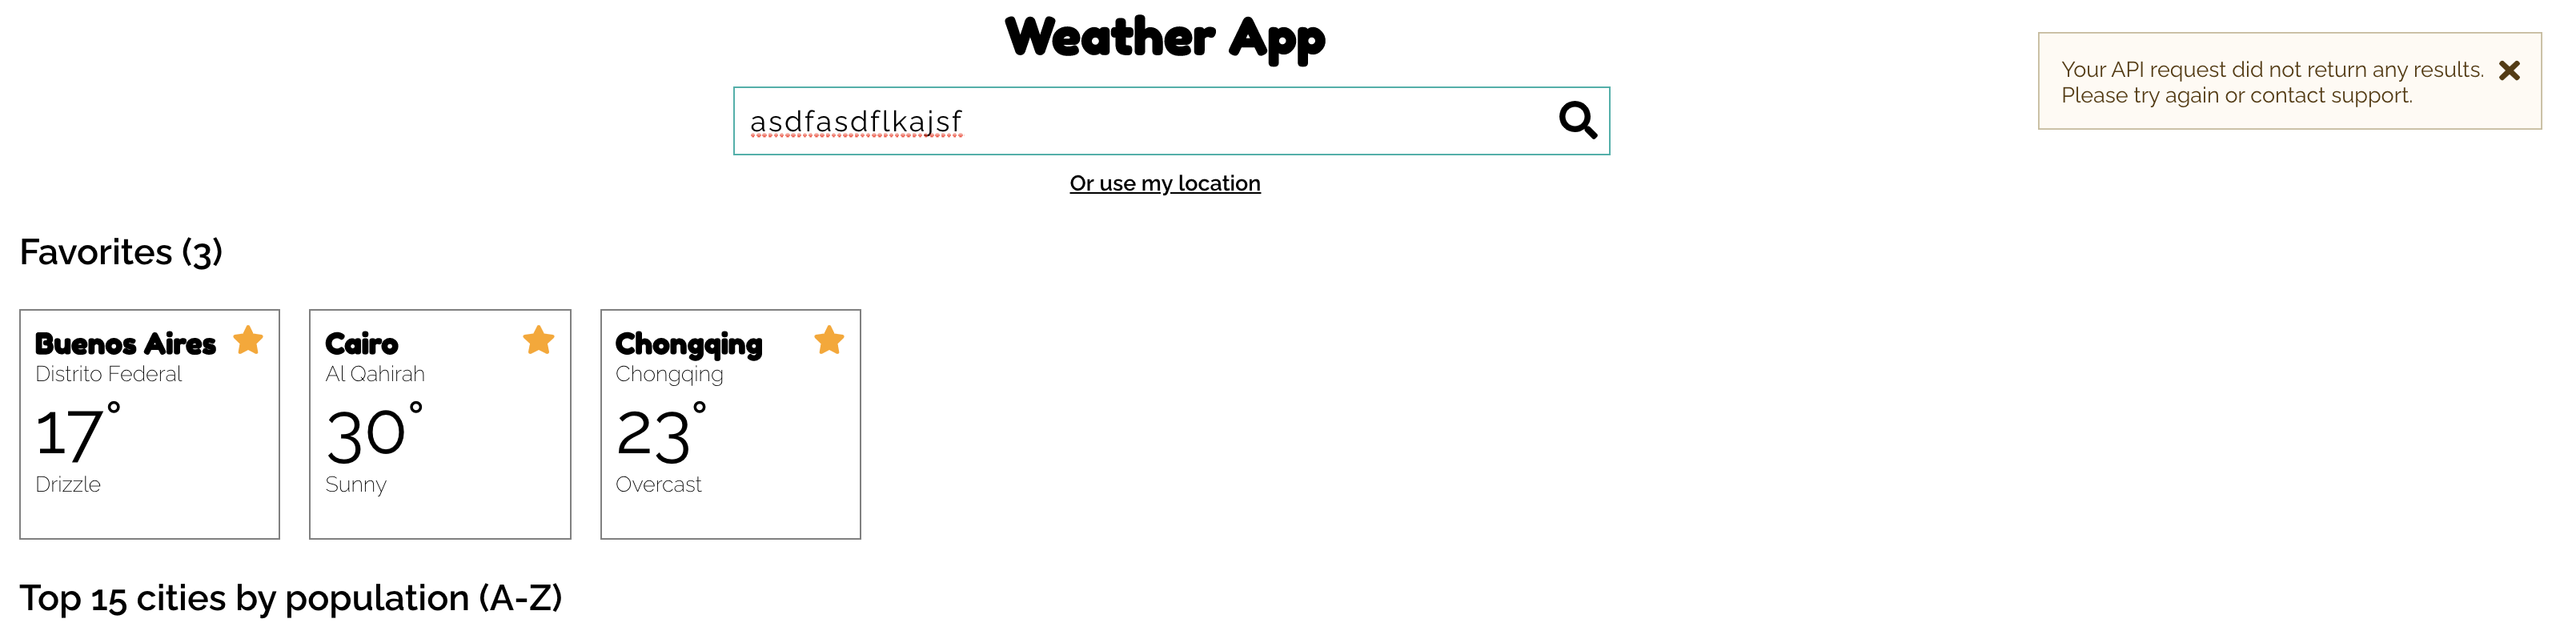 Weather App
Your API request did not return any results.
Please try again or contact support.
asdfasdflkajsf
Or use my location
Favorites (3)
Buenos Aires
Distrito Federal
17°
Drizzle
Cairo
Al Qahirah
30°
Sunny
Chongqing
Chongqing
23°
Overcast
Top 15 cities by population (A-Z)